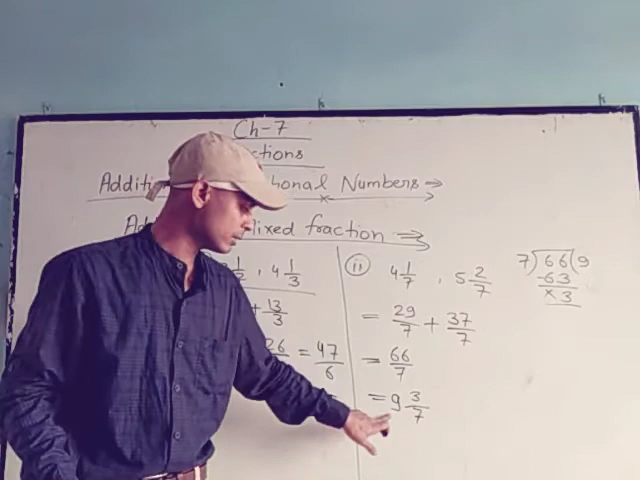 Ch-7
ctions
Additi onal Numbers →
Ad ixed fraction →
1/2 , 4 1/3
+ 13/3
26 = 47/6
(ii) 4 1/7 , 5 2/7
= 29/7 + 37/7
= 66/7
= 9 3/7
7) 66 (9
-63
×3